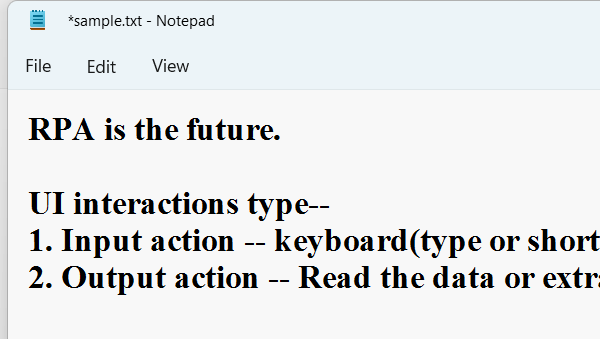 *sample.txt - Notepad
File Edit View
RPA is the future.
UI interactions type--
1. Input action -- keyboard(type or short
2. Output action -- Read the data or